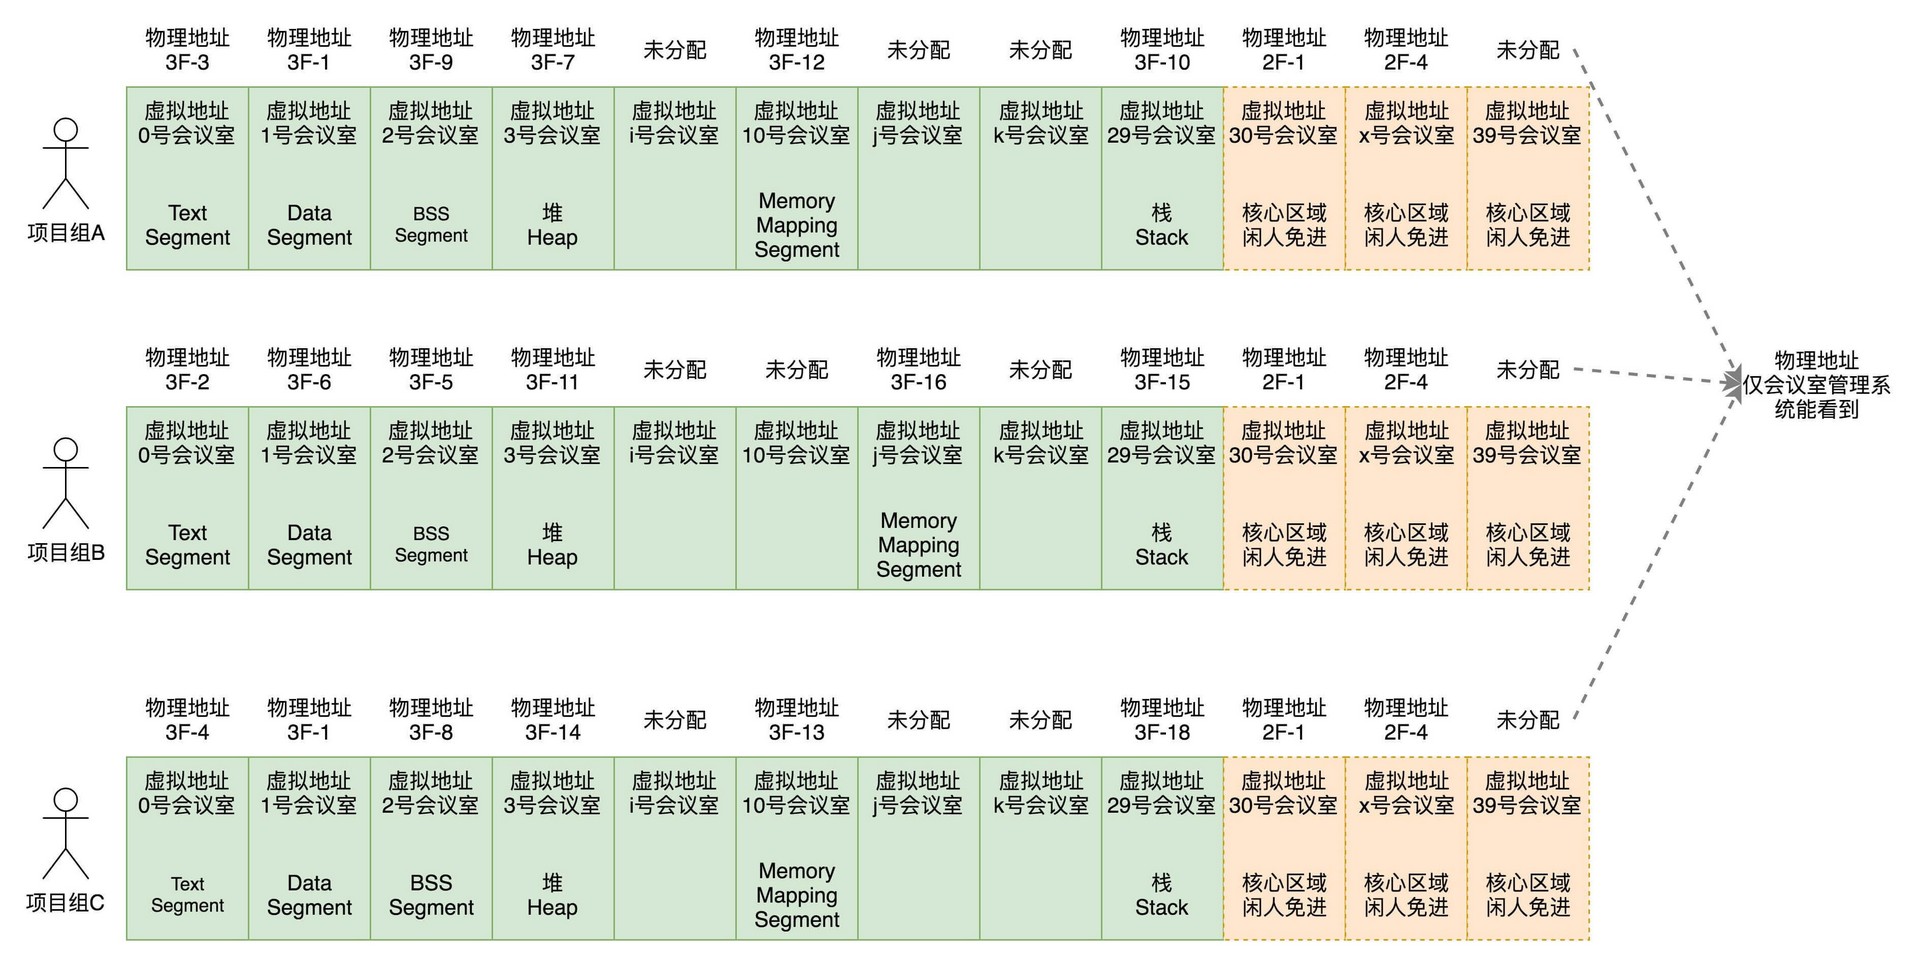 物理地址
3F-3
物理地址
3F-1
物理地址
3F-9
物理地址
3F-7
未分配
物理地址
3F-12
未分配
未分配
物理地址
3F-10
物理地址
2F-1
物理地址
2F-4
未分配
项目组A
虚拟地址
0号会议室
Text
Segment
虚拟地址
1号会议室
Data
Segment
虚拟地址
2号会议室
BSS
Segment
虚拟地址
3号会议室
堆
Heap
虚拟地址
i号会议室
虚拟地址
10号会议室
Memory
Mapping
Segment
虚拟地址
j号会议室
虚拟地址
k号会议室
虚拟地址
29号会议室
栈
Stack
虚拟地址
30号会议室
核心区域
闲人免进
虚拟地址
x号会议室
核心区域
闲人免进
虚拟地址
39号会议室
核心区域
闲人免进
物理地址
3F-2
物理地址
3F-6
物理地址
3F-5
物理地址
3F-11
未分配
未分配
物理地址
3F-16
未分配
物理地址
3F-15
物理地址
2F-1
物理地址
2F-4
未分配
物理地址
仅会议室管理系
统能看到
项目组B
虚拟地址
0号会议室
Text
Segment
虚拟地址
1号会议室
Data
Segment
虚拟地址
2号会议室
BSS
Segment
虚拟地址
3号会议室
堆
Heap
虚拟地址
i号会议室
虚拟地址
10号会议室
虚拟地址
j号会议室
Memory
Mapping
Segment
虚拟地址
k号会议室
虚拟地址
29号会议室
栈
Stack
虚拟地址
30号会议室
核心区域
闲人免进
虚拟地址
x号会议室
核心区域
闲人免进
虚拟地址
39号会议室
核心区域
闲人免进
物理地址
3F-4
物理地址
3F-1
物理地址
3F-8
物理地址
3F-14
未分配
物理地址
3F-13
未分配
未分配
物理地址
3F-18
物理地址
2F-1
物理地址
2F-4
未分配
项目组C
虚拟地址
0号会议室
Text
Segment
虚拟地址
1号会议室
Data
Segment
虚拟地址
2号会议室
BSS
Segment
虚拟地址
3号会议室
堆
Heap
虚拟地址
i号会议室
虚拟地址
10号会议室
Memory
Mapping
Segment
虚拟地址
j号会议室
虚拟地址
k号会议室
虚拟地址
29号会议室
栈
Stack
虚拟地址
30号会议室
核心区域
闲人免进
虚拟地址
x号会议室
核心区域
闲人免进
虚拟地址
39号会议室
核心区域
闲人免进